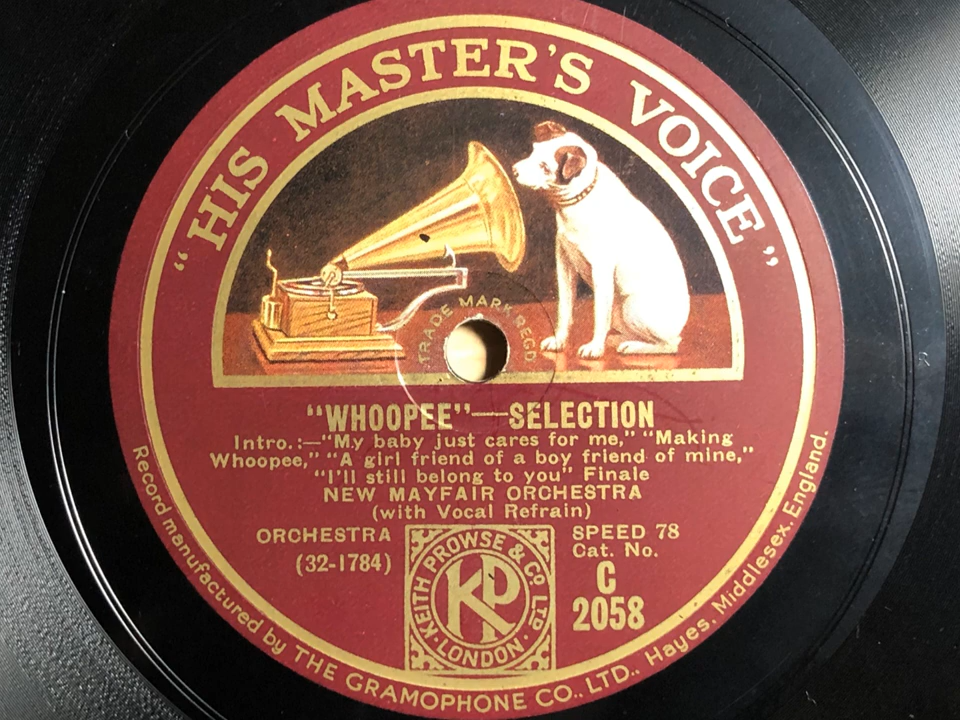 “HIS MASTER'S VOICE”
TRADE MARK REGD
“WHOOPEE”—SELECTION
Intro.:—“My baby just cares for me,” “Making
Whoopee,” “A girl friend of a boy friend of mine,”
“I'll still belong to you” Finale
NEW MAYFAIR ORCHESTRA
(with Vocal Refrain)
ORCHESTRA
(32-1784)
KEITH PROWSE & CO. LTD.
KP
LONDON
SPEED 78
Cat. No.
C
2058
Record manufactured by THE GRAMOPHONE CO., LTD., Hayes, Middlesex, England.